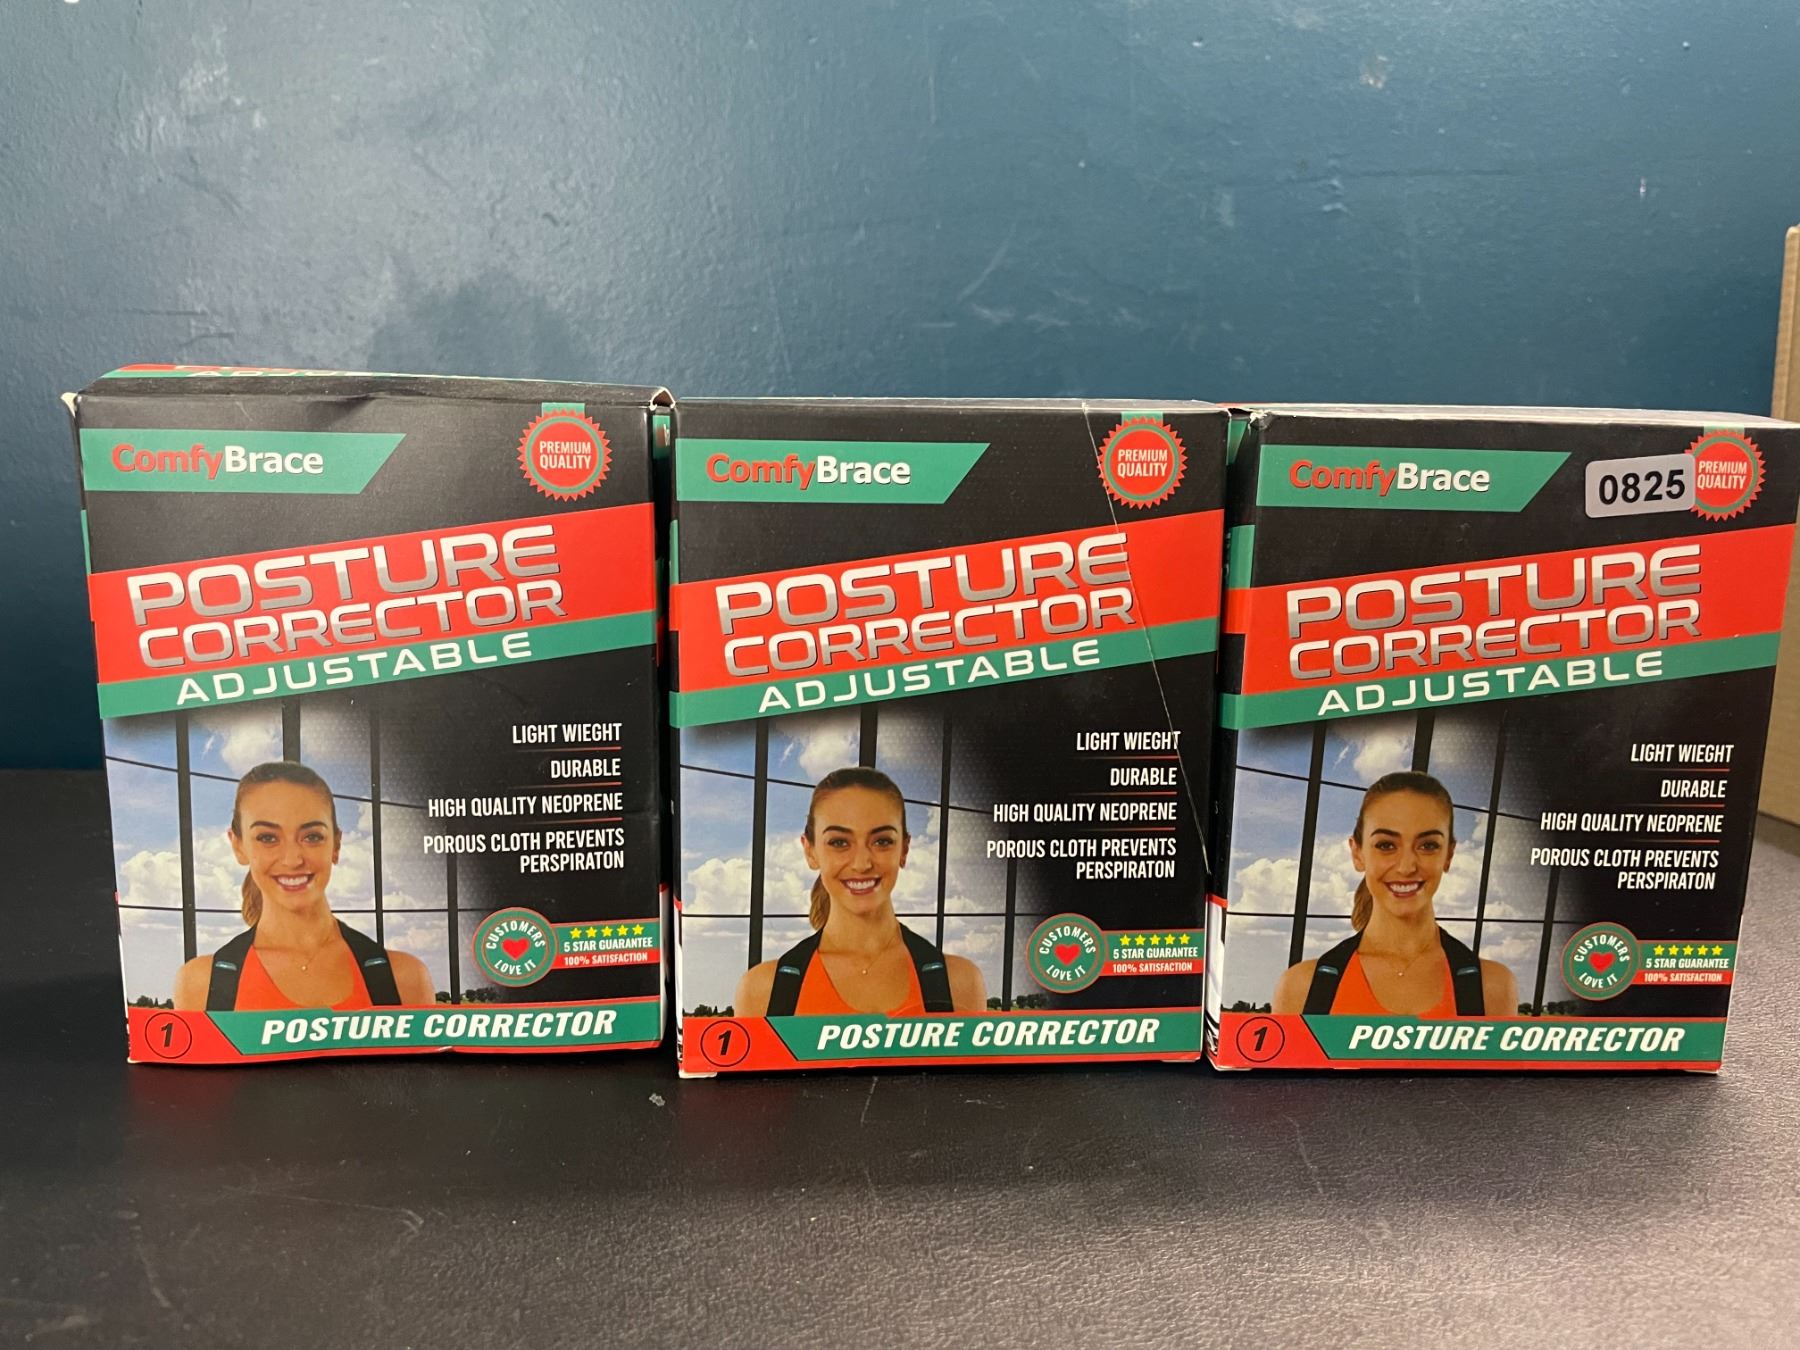 ComfyBrace
PREMIUM
QUALITY
POSTURE
CORRECTOR
ADJUSTABLE
LIGHT WIEGHT
DURABLE
HIGH QUALITY NEOPRENE
POROUS CLOTH PREVENTS
PERSPIRATON
CUSTOMERS
LOVE IT
5 STAR GUARANTEE
100% SATISFACTION
1
POSTURE CORRECTOR
ComfyBrace
PREMIUM
QUALITY
POSTURE
CORRECTOR
ADJUSTABLE
LIGHT WIEGHT
DURABLE
HIGH QUALITY NEOPRENE
POROUS CLOTH PREVENTS
PERSPIRATON
CUSTOMERS
LOVE IT
5 STAR GUARANTEE
100% SATISFACTION
1
POSTURE CORRECTOR
ComfyBrace
0825
PREMIUM
QUALITY
POSTURE
CORRECTOR
ADJUSTABLE
LIGHT WIEGHT
DURABLE
HIGH QUALITY NEOPRENE
POROUS CLOTH PREVENTS
PERSPIRATON
CUSTOMERS
LOVE IT
5 STAR GUARANTEE
100% SATISFACTION
1
POSTURE CORRECTOR